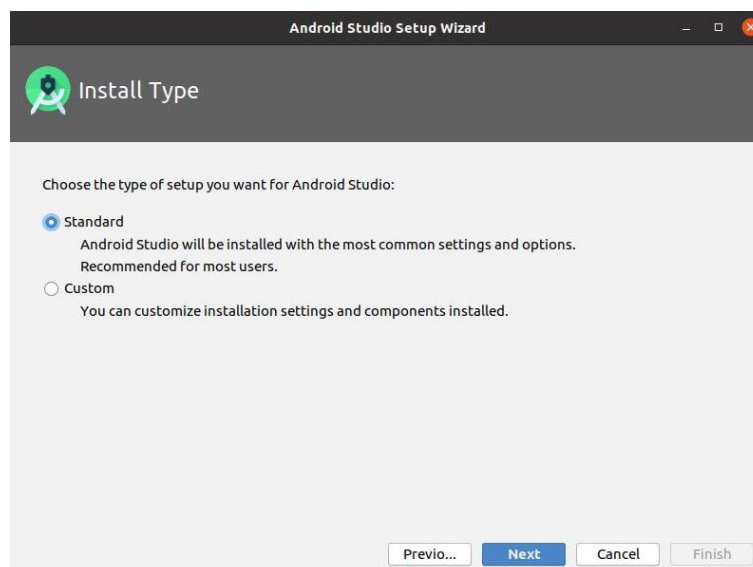 Android Studio Setup Wizard
Install Type
Choose the type of setup you want for Android Studio:
Standard
Android Studio will be installed with the most common settings and options.
Recommended for most users.
Custom
You can customize installation settings and components installed.
Previo... Next Cancel Finish